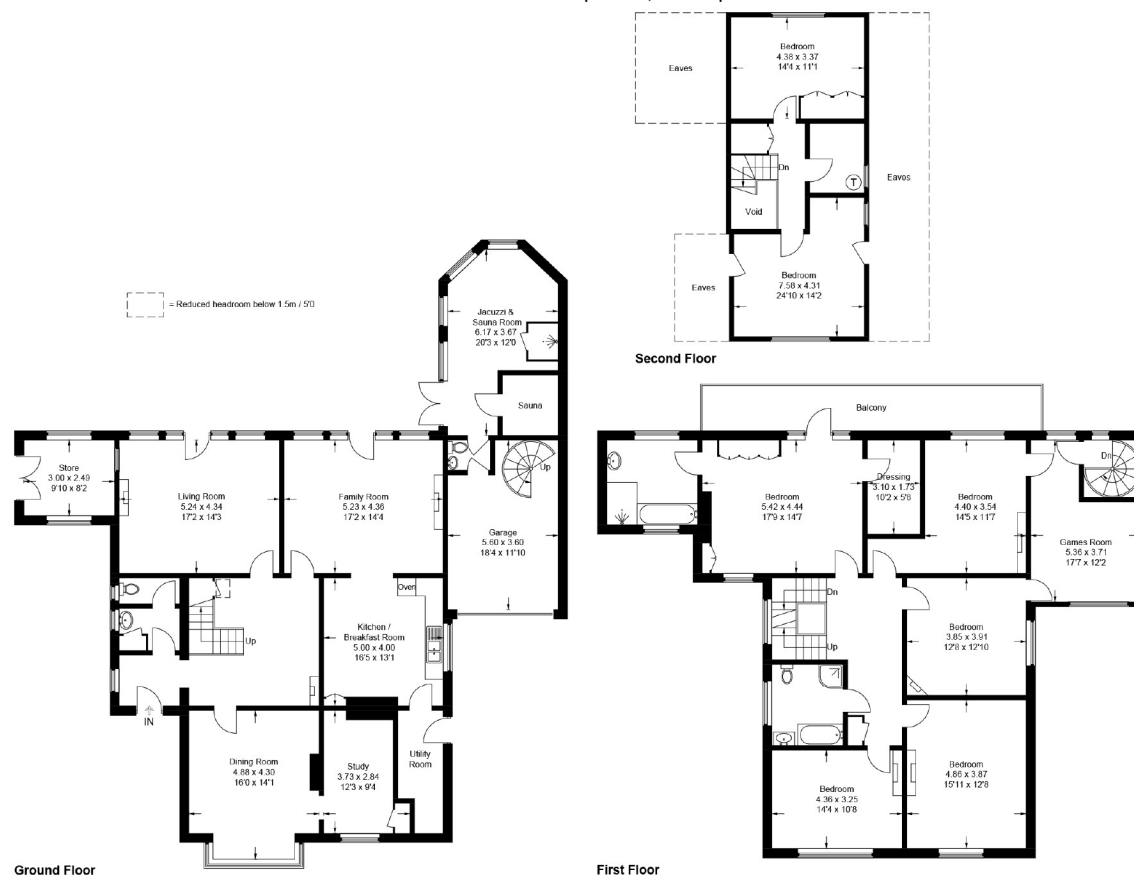 Bedroom
4.38 x 3.37
14'4 x 11'1
Eaves
Dn
T
Eaves
Void
Bedroom
7.58 x 4.31
24'10 x 14'2
Eaves
Second Floor
= Reduced headroom below 1.5m / 5'0
Jacuzzi &
Sauna Room
6.17 x 3.67
20'3 x 12'0
Sauna
Store
3.00 x 2.49
9'10 x 8'2
Living Room
5.24 x 4.34
17'2 x 14'3
Family Room
5.23 x 4.36
17'2 x 14'4
Up
Garage
5.60 x 3.60
18'4 x 11'10
Oven
Kitchen /
Breakfast Room
5.00 x 4.00
16'5 x 13'1
Up
IN
Dining Room
4.88 x 4.30
16'0 x 14'1
Study
3.73 x 2.84
12'3 x 9'4
Utility
Room
Ground Floor
Balcony
Bedroom
5.42 x 4.44
17'9 x 14'7
Dressing
3.10 x 1.73
10'2 x 5'8
Bedroom
4.40 x 3.54
14'5 x 11'7
Dn
Games Room
5.36 x 3.71
17'7 x 12'2
Dn
Up
Bedroom
3.85 x 3.91
12'8 x 12'10
Bedroom
4.86 x 3.87
15'11 x 12'8
Bedroom
4.36 x 3.25
14'4 x 10'8
First Floor